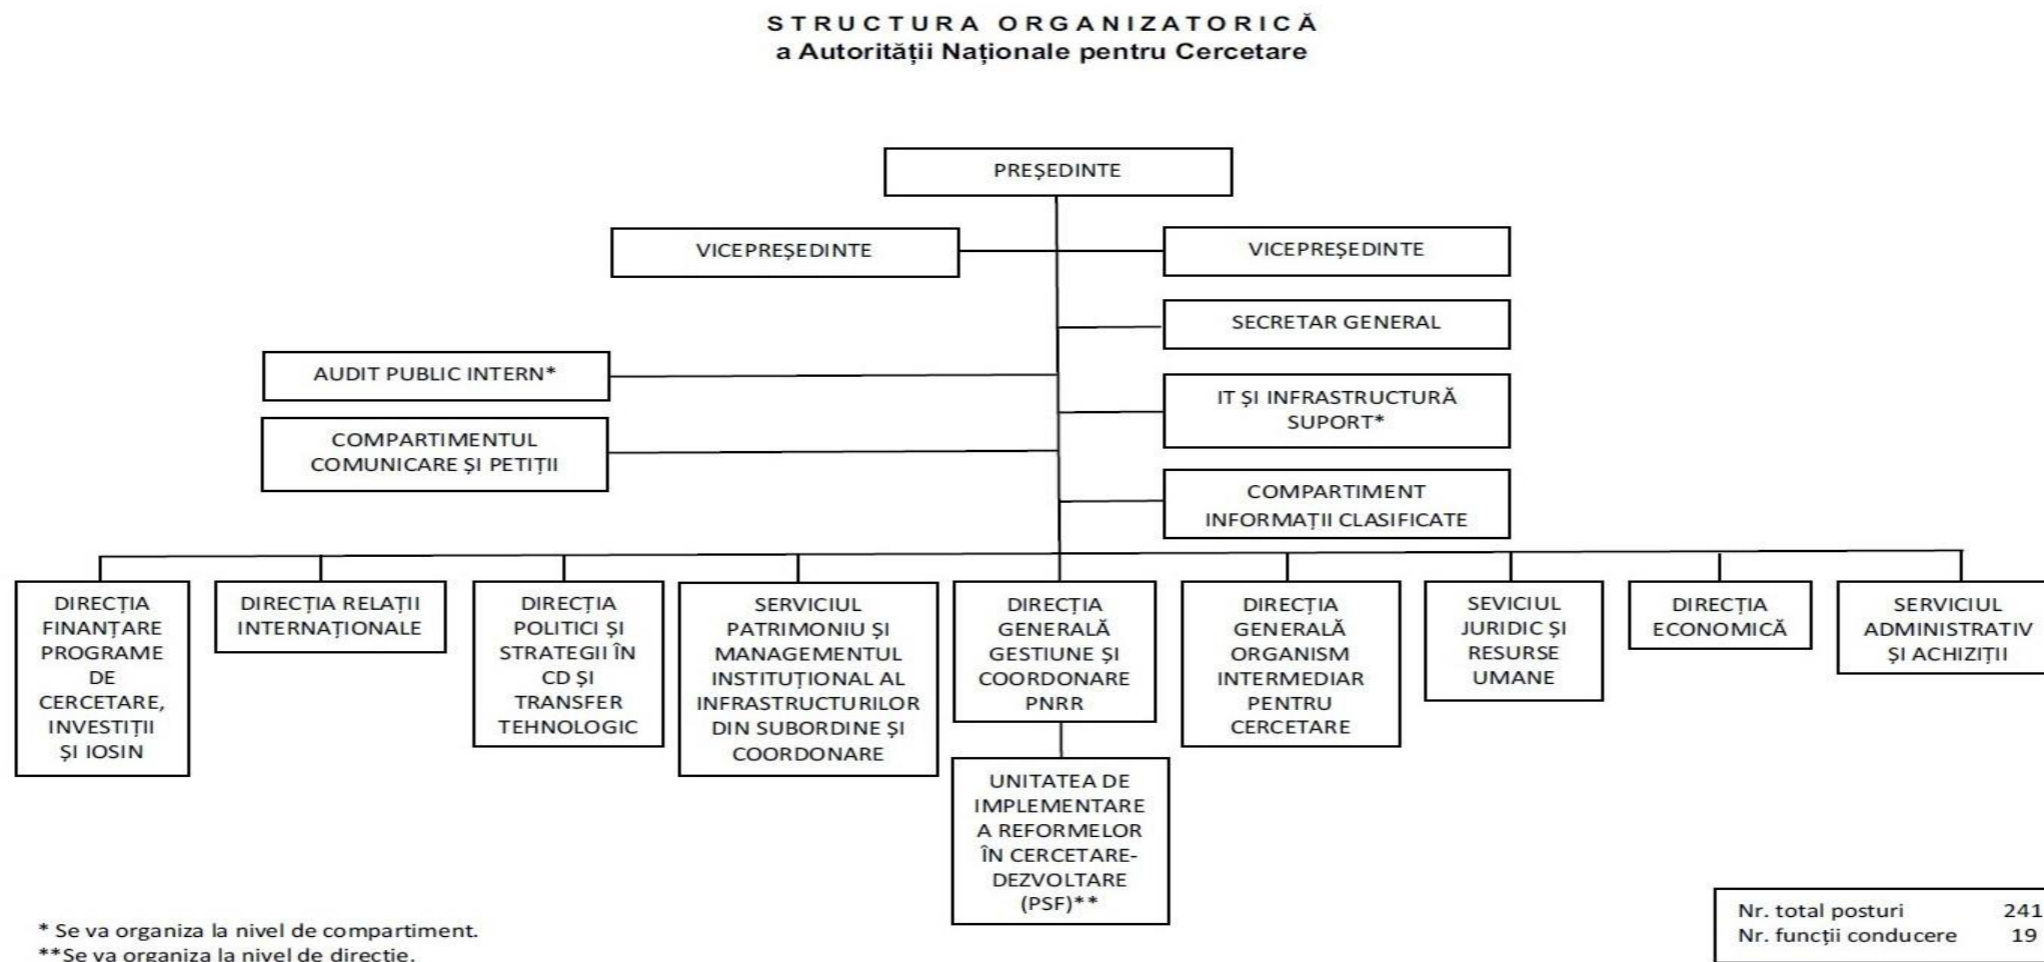 STRUCTURA ORGANIZATORICĂ
a Autorității Naționale pentru Cercetare
PREȘEDINTE
VICEPREȘEDINTE
VICEPREȘEDINTE
SECRETAR GENERAL
AUDIT PUBLIC INTERN*
IT ȘI INFRASTRUCTURĂ
SUPORT*
COMPARTIMENTUL
COMUNICARE ȘI PETIȚII
COMPARTIMENT
INFORMAȚII CLASIFICATE
DIRECȚIA
FINANȚARE
PROGRAME
DE
CERCETARE,
INVESTIȚII
ȘI IOSIN
DIRECȚIA RELAȚII
INTERNAȚIONALE
DIRECȚIA
POLITICI ȘI
STRATEGII ÎN
CD ȘI
TRANSFER
TEHNOLOGIC
SERVICIUL
PATRIMONIU ȘI
MANAGEMENTUL
INSTITUȚIONAL AL
INFRASTRUCTURILOR
DIN SUBORDINE ȘI
COORDONARE
DIRECȚIA
GENERALĂ
GESTIUNE ȘI
COORDONARE
PNRR
DIRECȚIA
GENERALĂ
ORGANISM
INTERMEDIAR
PENTRU
CERCETARE
SEVICIUL
JURIDIC ȘI
RESURSE
UMANE
DIRECȚIA
ECONOMICĂ
SERVICIUL
ADMINISTRATIV
ȘI ACHIZIȚII
UNITATEA DE
IMPLEMENTARE
A REFORMELOR
ÎN CERCETARE-
DEZVOLTARE
(PSF)**
* Se va organiza la nivel de compartiment.
**Se va organiza la nivel de direcție.
Nr. total posturi 241
Nr. funcții conducere 19